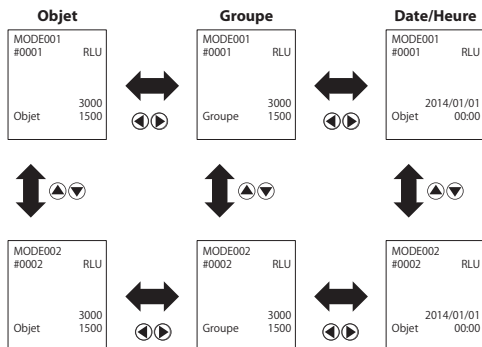 Objet Groupe Date/Heure
MODE001
#0001 RLU
3000
Objet 1500
MODE001
#0001 RLU
3000
Groupe 1500
MODE001
#0001 RLU
2014/01/01
Objet 00:00
MODE002
#0002 RLU
3000
Objet 1500
MODE002
#0002 RLU
3000
Groupe 1500
MODE002
#0002 RLU
2014/01/01
Objet 00:00